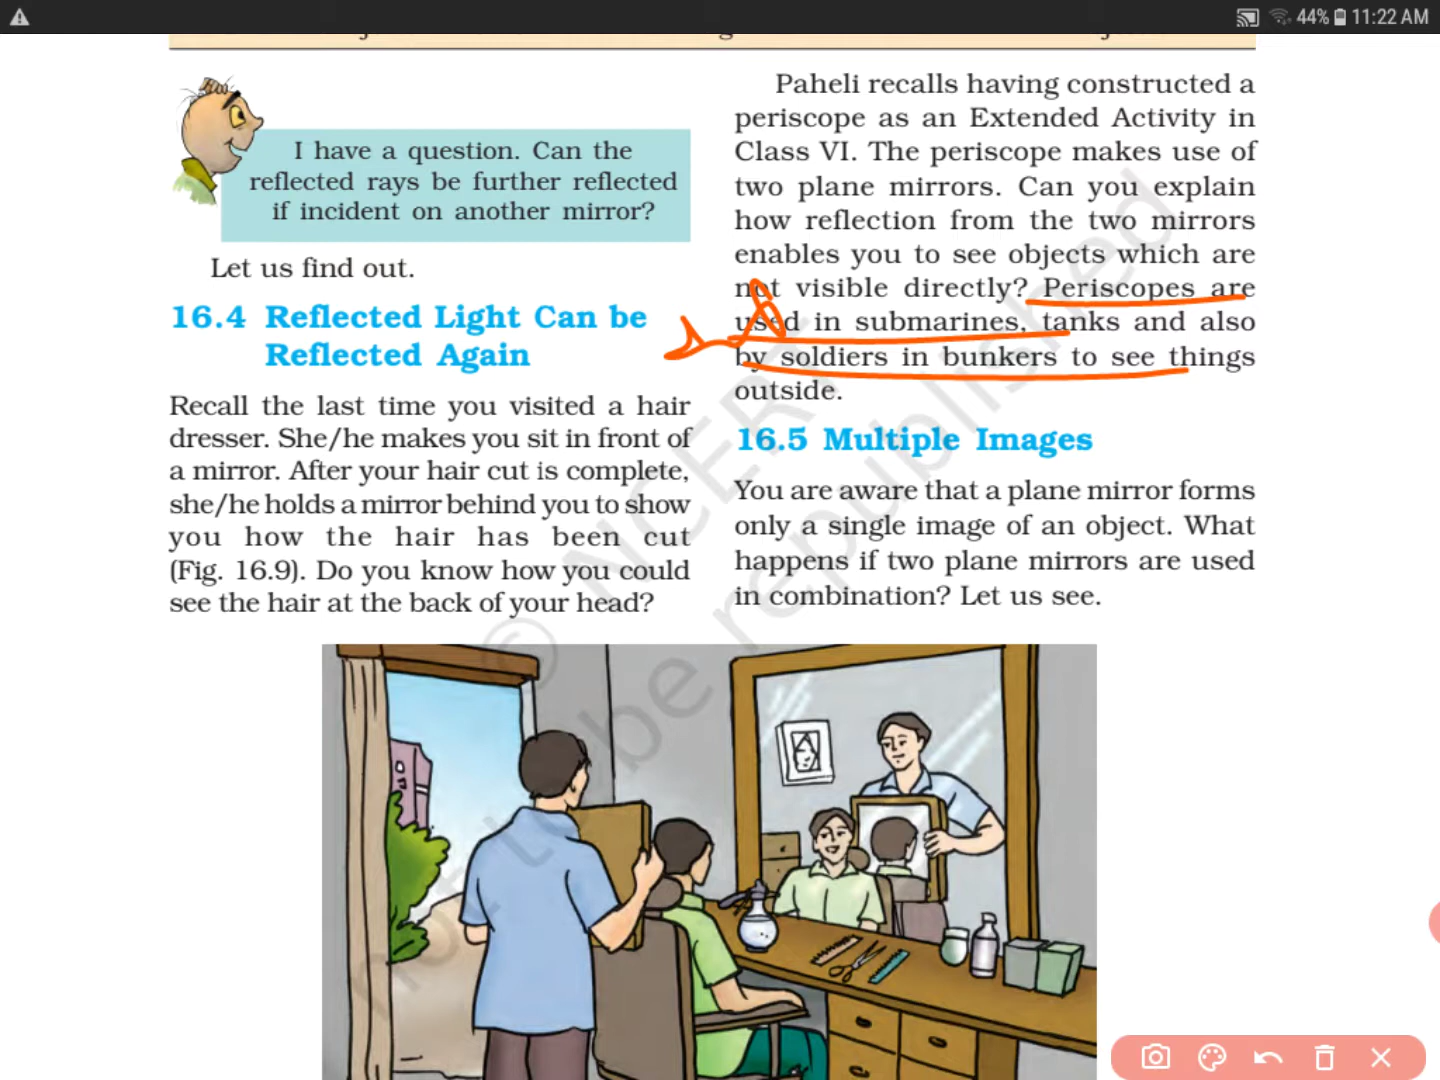 44% 11:22 AM
I have a question. Can the
reflected rays be further reflected
if incident on another mirror?
Let us find out.
16.4 Reflected Light Can be
Reflected Again
Recall the last time you visited a hair
dresser. She/he makes you sit in front of
a mirror. After your hair cut is complete,
she/he holds a mirror behind you to show
you how the hair has been cut
(Fig. 16.9). Do you know how you could
see the hair at the back of your head?
Paheli recalls having constructed a
periscope as an Extended Activity in
Class VI. The periscope makes use of
two plane mirrors. Can you explain
how reflection from the two mirrors
enables you to see objects which are
not visible directly? Periscopes are
used in submarines, tanks and also
by soldiers in bunkers to see things
outside.
16.5 Multiple Images
You are aware that a plane mirror forms
only a single image of an object. What
happens if two plane mirrors are used
in combination? Let us see.
© NCERT
not to be republished